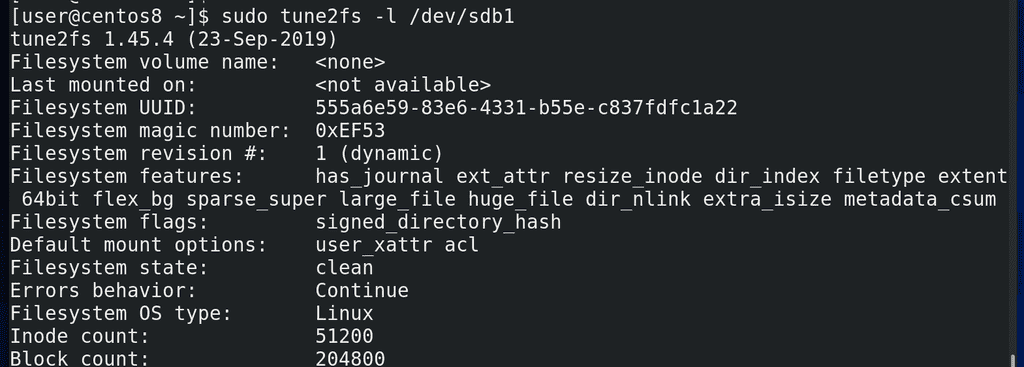 [user@centos8 ~]$ sudo tune2fs -l /dev/sdb1
tune2fs 1.45.4 (23-Sep-2019)
Filesystem volume name:   <none>
Last mounted on:          <not available>
Filesystem UUID:          555a6e59-83e6-4331-b55e-c837fdfc1a22
Filesystem magic number:  0xEF53
Filesystem revision #:    1 (dynamic)
Filesystem features:      has_journal ext_attr resize_inode dir_index filetype extent
 64bit flex_bg sparse_super large_file huge_file dir_nlink extra_isize metadata_csum
Filesystem flags:         signed_directory_hash
Default mount options:    user_xattr acl
Filesystem state:         clean
Errors behavior:          Continue
Filesystem OS type:       Linux
Inode count:              51200
Block count:              204800